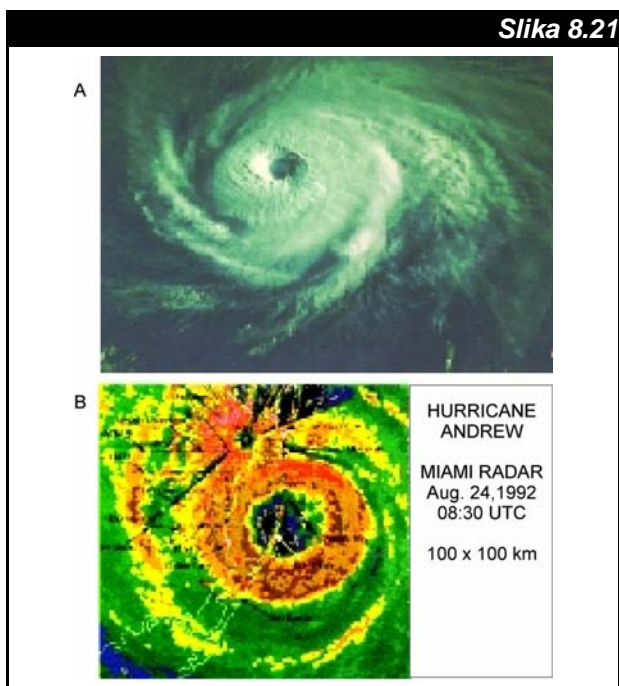 Slika 8.21
A
B
HURRICANE
ANDREW
MIAMI RADAR
Aug. 24,1992
08:30 UTC
100 x 100 km